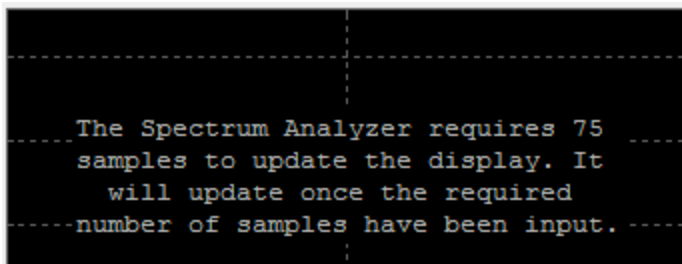 The Spectrum Analyzer requires 75
samples to update the display. It
will update once the required
number of samples have been input.